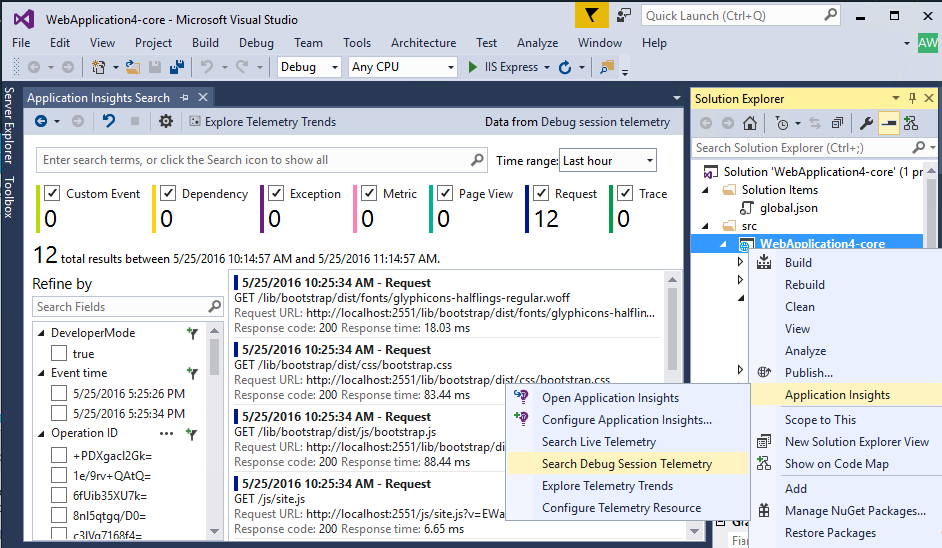 WebApplication4-core - Microsoft Visual Studio
Quick Launch (Ctrl+Q)
File Edit View Project Build Debug Team Tools Architecture Test Analyze Window Help
AW
Debug Any CPU IIS Express
Server Explorer
Toolbox
Application Insights Search
Explore Telemetry Trends
Data from Debug session telemetry
Enter search terms, or click the Search icon to show all
Time range: Last hour
Custom Event Dependency Exception Metric Page View Request Trace
0 0 0 0 0 12 0
12 total results between 5/25/2016 10:14:57 AM and 5/25/2016 11:14:57 AM.
Refine by
Search Fields
DeveloperMode
true
Event time
5/25/2016 5:25:26 PM
5/25/2016 5:25:34 PM
Operation ID
+PDXgacI2Gk=
1e/9rv+QAtQ=
6fUib35XU7k=
8nI5qtgq/D0=
c3IVg7168f4=
5/25/2016 10:25:34 AM - Request
GET /lib/bootstrap/dist/fonts/glyphicons-halflings-regular.woff
Request URL: http://localhost:2551/lib/bootstrap/dist/fonts/glyphicons-halflin...
Response code: 200 Response time: 18.03 ms
5/25/2016 10:25:34 AM - Request
GET /lib/bootstrap/dist/css/bootstrap.css
Request URL: http://localhost:2551/lib/bootstrap/dist/css/bootstrap.css
Response code: 200 Response time: 83.44 ms
5/25/2016 10:25:34 AM - Request
GET /lib/bootstrap/dist/js/bootstrap.js
Request URL: http://localhost:2551/lib/bootstrap/di
Response code: 200 Response time: 88.44 ms
5/25/2016 10:25:34 AM - Request
GET /js/site.js
Request URL: http://localhost:2551/js/site.js?v=EWa
Response code: 200 Response time: 6.65 ms
Open Application Insights
Configure Application Insights...
Search Live Telemetry
Search Debug Session Telemetry
Explore Telemetry Trends
Configure Telemetry Resource
Solution Explorer
Search Solution Explorer (Ctrl+;)
Solution 'WebApplication4-core' (1 pr
Solution Items
global.json
src
WebApplication4-core
Build
Rebuild
Clean
View
Analyze
Publish...
Application Insights
Scope to This
New Solution Explorer View
Show on Code Map
Add
Manage NuGet Packages...
Restore Packages